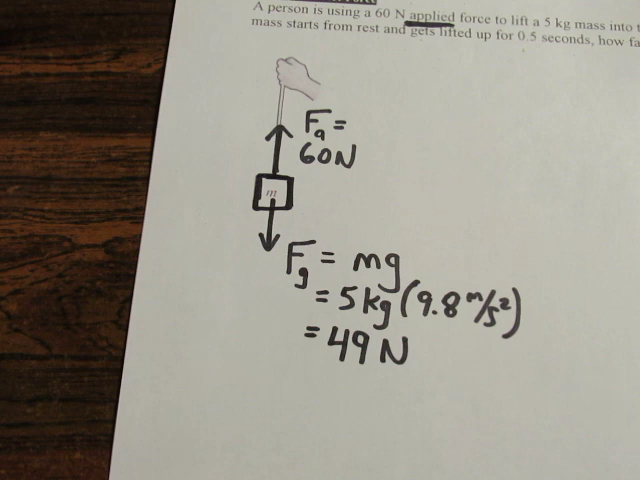 A person is using a 60 N applied force to lift a 5 kg mass into
mass starts from rest and gets lifted up for 0.5 seconds, how
Fa =
60N
m
Fg = mg
= 5kg (9.8 m/s²)
= 49 N